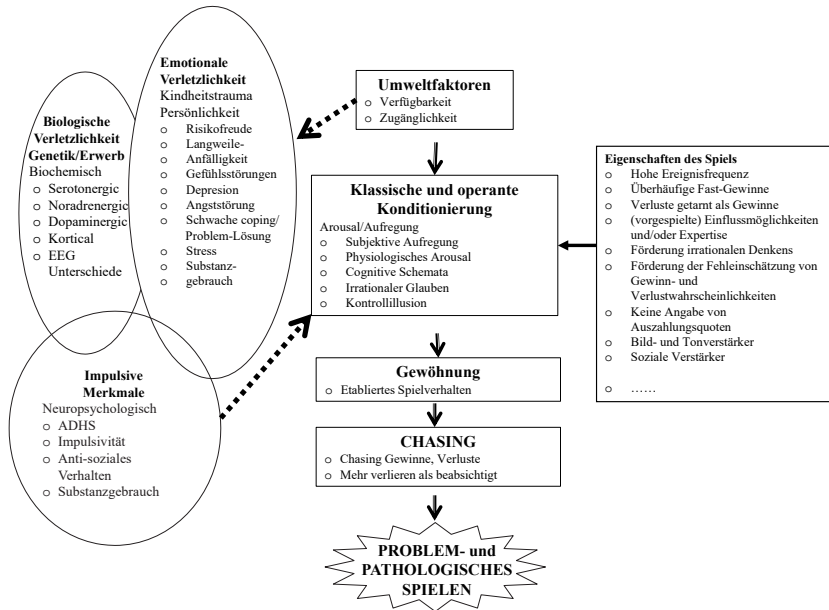 Emotionale
Verletzlichkeit
Kindheitstrauma
Persönlichkeit
o Risikofreude
o Langweile-
o Anfälligkeit
o Gefühlsstörungen
o Depresion
o Angststörung
o Schwache coping/
Problem-Lösung
o Stress
o Substanz-
o gebrauch
Biologische
Verletzlichkeit
Genetik/Erwerb
Biochemisch
o Serotonergic
o Noradrenergic
o Dopaminergic
o Kortical
o EEG
Unterschiede
Impulsive
Merkmale
Neuropsychologisch
o ADHS
o Impulsivität
o Anti-soziales
Verhalten
o Substanzgebrauch
Umweltfaktoren
o Verfügbarkeit
o Zugänglichkeit
Klassische und operante
Konditionierung
Arousal/Aufregung
o Subjektive Aufregung
o Physiologisches Arousal
o Cognitive Schemata
o Irrationaler Glauben
o Kontrollillusion
Gewöhnung
o Etabliertes Spielverhalten
CHASING
o Chasing Gewinne, Verluste
o Mehr verlieren als beabsichtigt
PROBLEM- und
PATHOLOGISCHES
SPIELEN
Eigenschaften des Spiels
o Hohe Ereignisfrequenz
o Überhäufige Fast-Gewinne
o Verluste getarnt als Gewinne
o (vorgespielte) Einflussmöglichkeiten
und/oder Expertise
o Förderung irrationalen Denkens
o Förderung der Fehleinschätzung von
Gewinn- und
Verlustwahrscheinlichkeiten
o Keine Angabe von
Auszahlungsquoten
o Bild- und Tonverstärker
o Soziale Verstärker
o ……